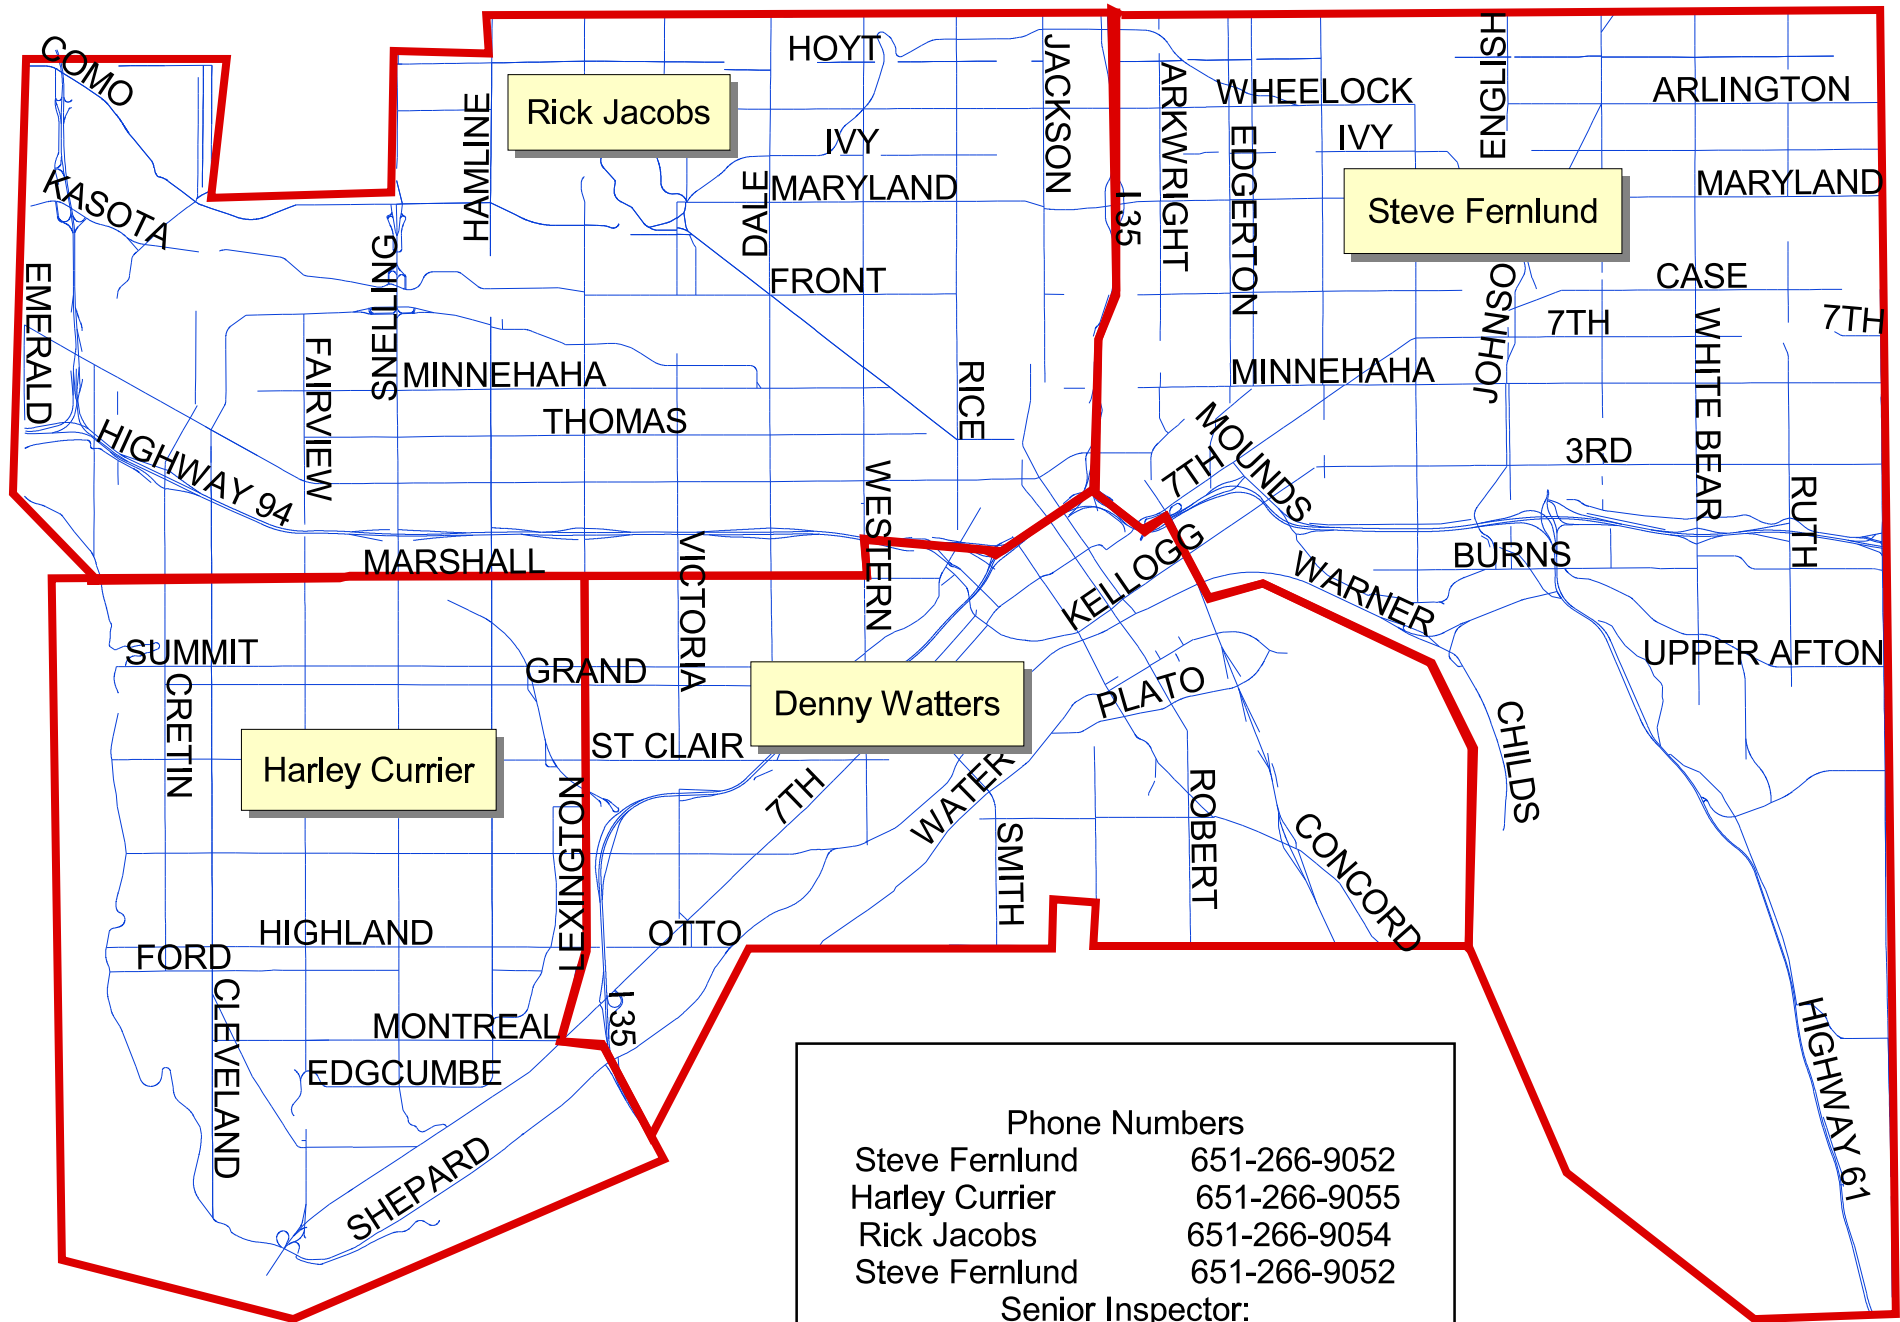 COMO
HOYT
JACKSON
ENGLISH
HAMLINE
Rick Jacobs
ARKWRIGHT
WHEELOCK
ARLINGTON
IVY
EDGERTON
IVY
KASOTA
DALE
MARYLAND
I 35
Steve Fernlund
MARYLAND
EMERALD
SNELLING
FRONT
JOHNSO
CASE
7TH
7TH
FAIRVIEW
MINNEHAHA
RICE
MINNEHAHA
WHITE BEAR
THOMAS
MOUNDS
HIGHWAY 94
WESTERN
7TH
3RD
RUTH
MARSHALL
VICTORIA
KELLOGG
WARNER
BURNS
SUMMIT
GRAND
UPPER AFTON
CRETIN
Denny Watters
PLATO
CHILDS
Harley Currier
ST CLAIR
LEXINGTON
7TH
WATER
SMITH
ROBERT
CONCORD
HIGHLAND
OTTO
FORD
CLEVELAND
I 35
MONTREAL
EDGCUMBE
HIGHWAY 61
SHEPARD
Phone Numbers
Steve Fernlund 651-266-9052
Harley Currier 651-266-9055
Rick Jacobs 651-266-9054
Steve Fernlund 651-266-9052
Senior Inspector: